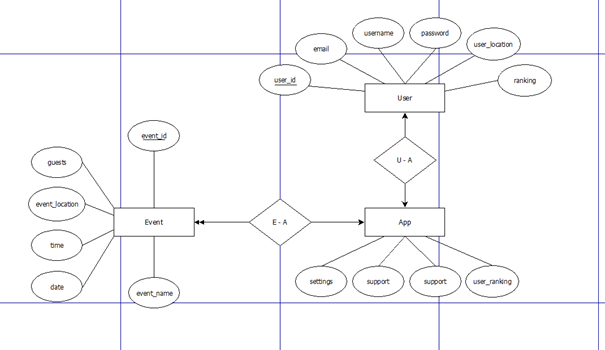 username
password
email
user_location
user_id
ranking
User
event_id
guests
U - A
event_location
Event
E - A
App
time
date
event_name
settings
support
support
user_ranking